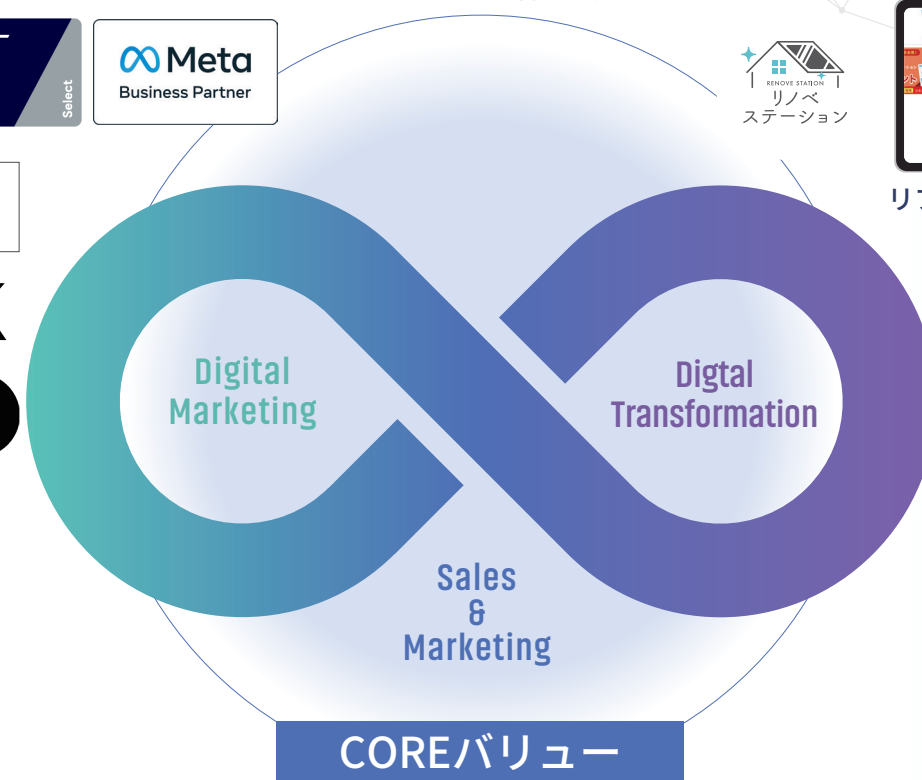 Select
Meta
Business Partner
RENOVE STATION
リノベ
ステーション
Digital
Marketing
Digtal
Transformation
Sales
&
Marketing
COREバリュー